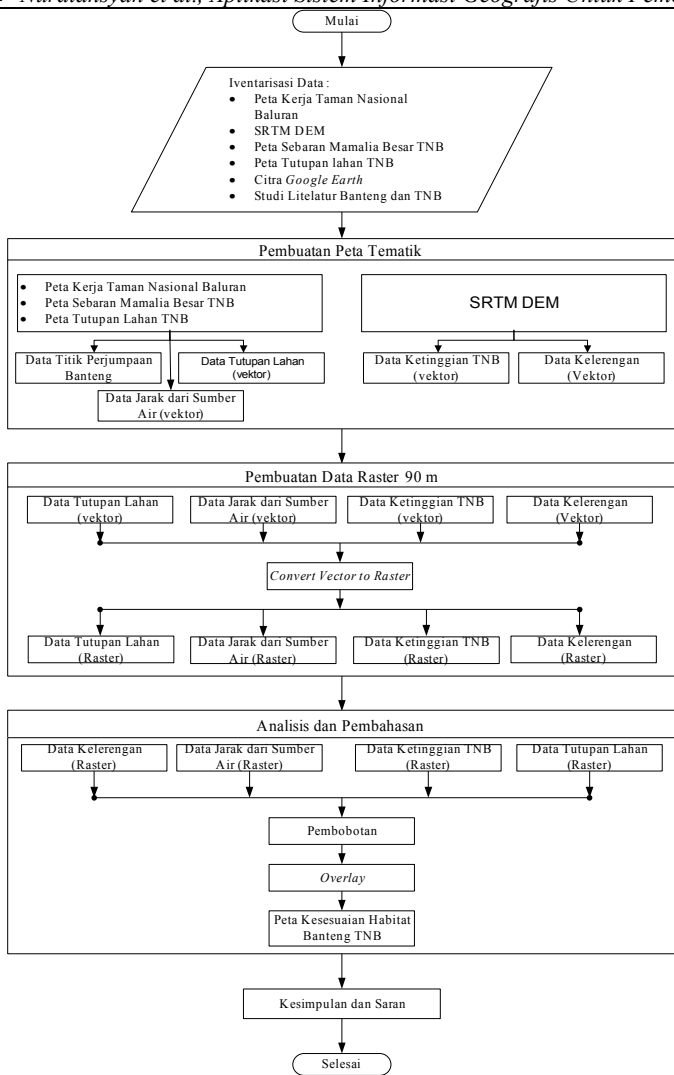 Nuraiansyah et al., Aplikasi Sistem Informasi Geografis Untuk
Mulai
Iventarisasi Data :
• Peta Kerja Taman Nasional
Baluran
• SRTM DEM
• Peta Sebaran Mamalia Besar TNB
• Peta Tutupan lahan TNB
• Citra Google Earth
• Studi Litelatur Banteng dan TNB
Pembuatan Peta Tematik
• Peta Kerja Taman Nasional Baluran
• Peta Sebaran Mamalia Besar TNB
• Peta Tutupan Lahan TNB
SRTM DEM
Data Titik Perjumpaan
Banteng
Data Tutupan Lahan
(vektor)
Data Jarak dari Sumber
Air (vektor)
Data Ketinggian TNB
(vektor)
Data Kelerengan
(Vektor)
Pembuatan Data Raster 90 m
Data Tutupan Lahan
(vektor)
Data Jarak dari Sumber
Air (vektor)
Data Ketinggian TNB
(vektor)
Data Kelerengan
(Vektor)
Convert Vector to Raster
Data Tutupan Lahan
(Raster)
Data Jarak dari Sumber
Air (Raster)
Data Ketinggian TNB
(Raster)
Data Kelerengan
(Raster)
Analisis dan Pembahasan
Data Kelerengan
(Raster)
Data Jarak dari Sumber
Air (Raster)
Data Ketinggian TNB
(Raster)
Data Tutupan Lahan
(Raster)
Pembobotan
Overlay
Peta Kesesuaian Habitat
Banteng TNB
Kesimpulan dan Saran
Selesai